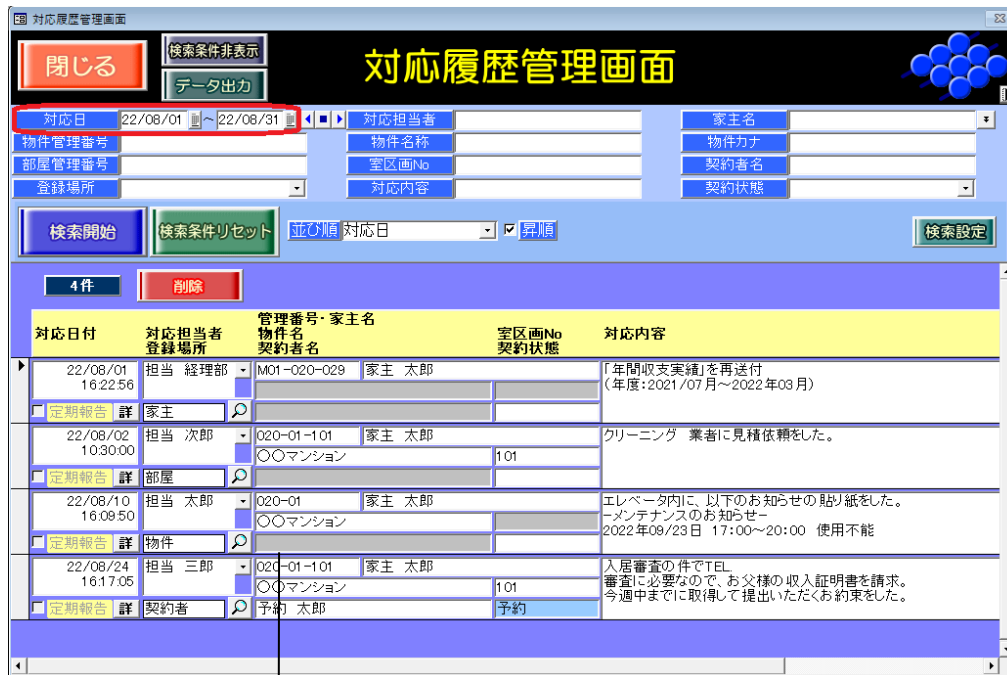 対応履歴管理画面
閉じる
検索条件非表示
データ出力
対応履歴管理画面
対応日 22/08/01 ~ 22/08/31 対応担当者 家主名
物件管理番号 物件名称 物件カナ
部屋管理番号 室区画No 契約者名
登録場所 対応内容 契約状態
検索開始 検索条件リセット 並び順 対応日 昇順 検索設定
4件 削除
対応日付 対応担当者 登録場所 管理番号・家主名 物件名 契約者名 室区画No 契約状態 対応内容
22/08/01 担当 経理部 M01-020-029 家主 太郎 「年間収支実績」を再送付
16:22:56 (年度:2021/07月~2022年03月)
定期報告 詳 家主
22/08/02 担当 次郎 020-01-101 家主 太郎 クリーニング 業者に見積依頼をした。
10:30:00 〇〇マンション 101
定期報告 詳 部屋
22/08/10 担当 太郎 020-01 家主 太郎 エレベータ内に、以下のお知らせの貼り紙をした。
16:09:50 〇〇マンション -メンテナンスのお知らせ-
2022年09/23日 17:00~20:00 使用不能
定期報告 詳 物件
22/08/24 担当 三郎 020-01-101 家主 太郎 入居審査の件でTEL.
16:17:05 〇〇マンション 101 審査に必要なので、お父様の収入証明書を請求。
今週中までに取得して提出いただくお約束をした。
定期報告 詳 契約者 予約 太郎 予約